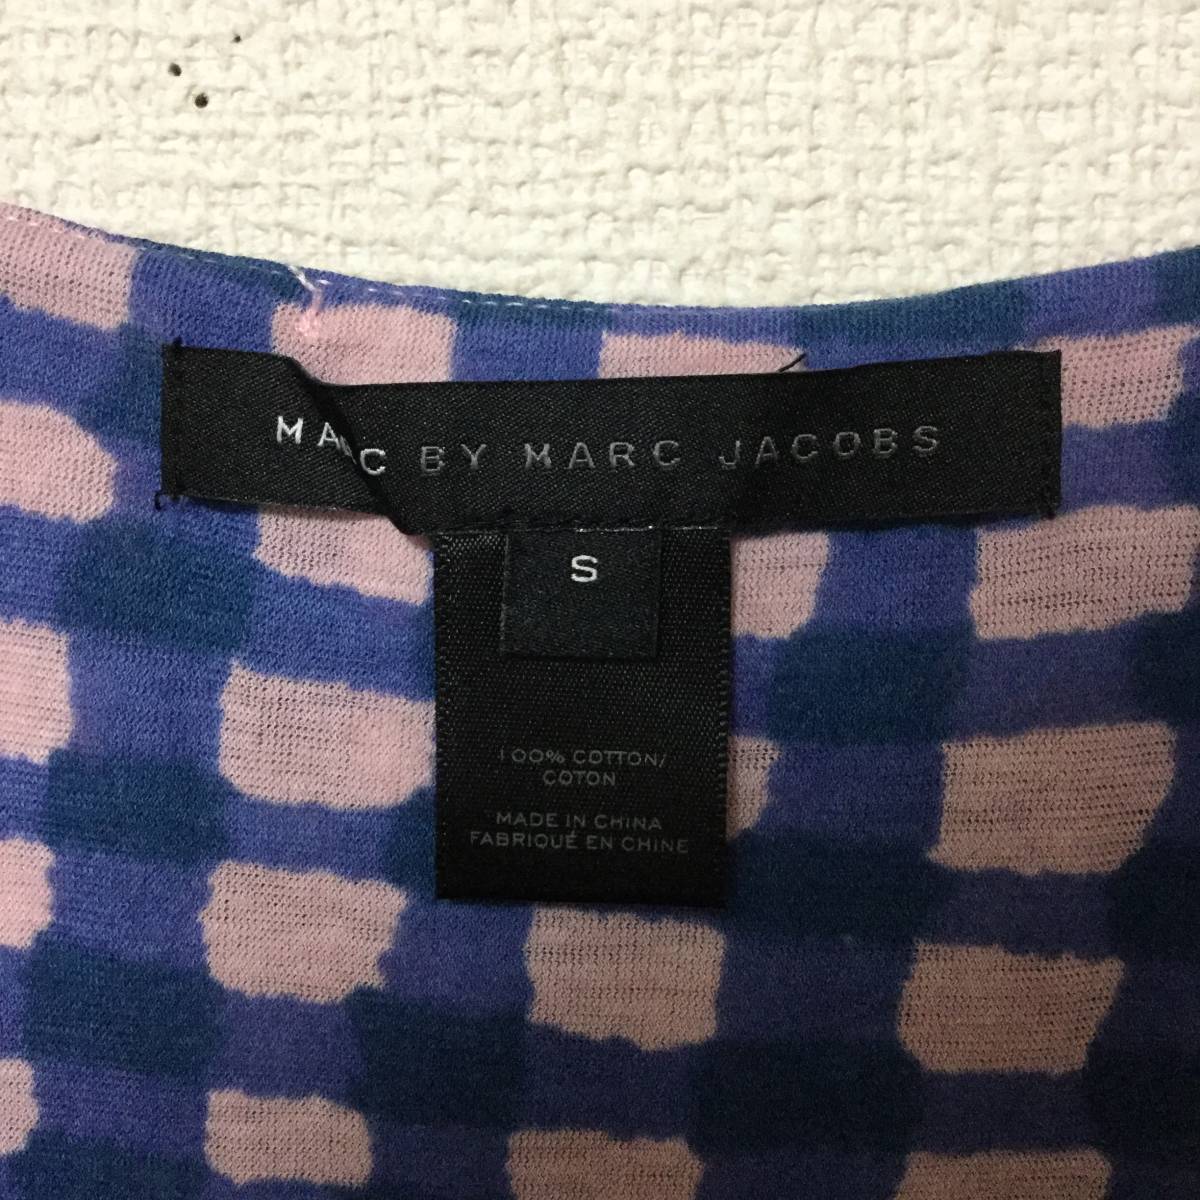 MARC BY MARC JACOBS
S
100% COTTON/
COTON
MADE IN CHINA
FABRIQUÉ EN CHINE